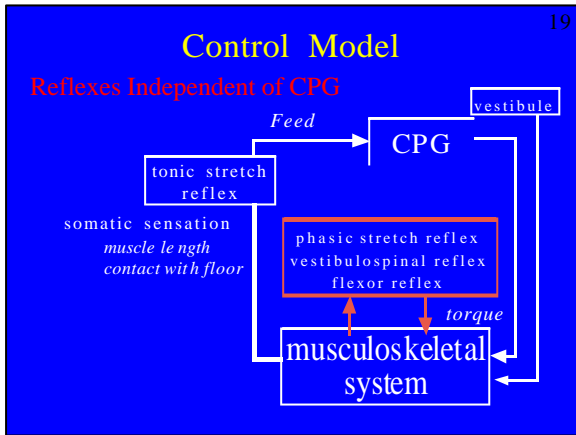 19
Control Model
Reflexes Independent of CPG
vestibule
Feed
CPG
tonic stretch
reflex
somatic sensation
muscle length
contact with floor
phasic stretch reflex
vestibulospinal reflex
flexor reflex
torque
musculoskeletal
system